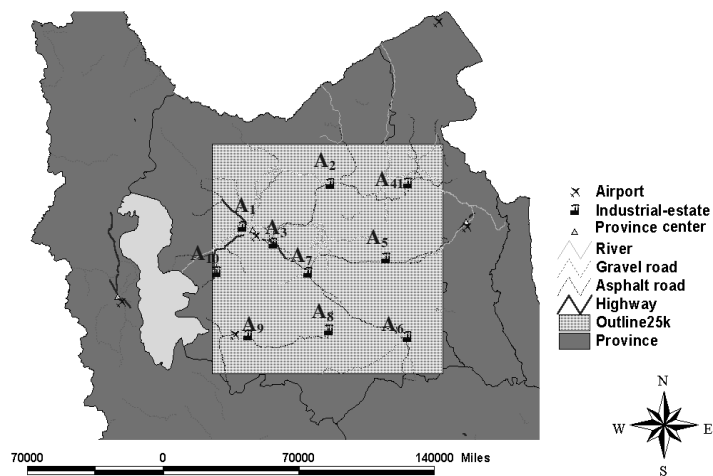 A2
A41
A1
A3
A5
A10
A7
A9
A8
A6
Airport
Industrial-estate
Province center
River
Gravel road
Asphalt road
Highway
Outline25k
Province
N
W E
S
70000 0 70000 140000 Miles